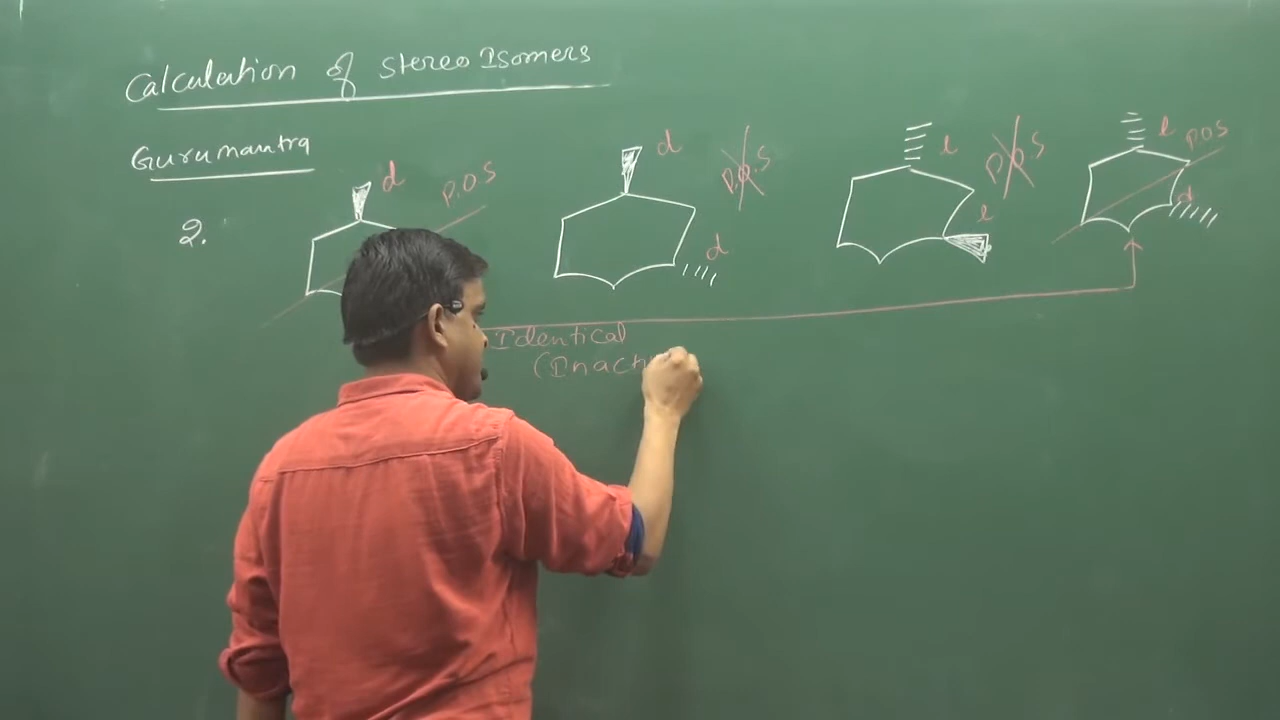 Calculation of stereo Isomers
Gurumantra
2.
d P.O.S
d P.O.S
d
l P.O.S
l
l P.O.S
d
Identical
(Inacti